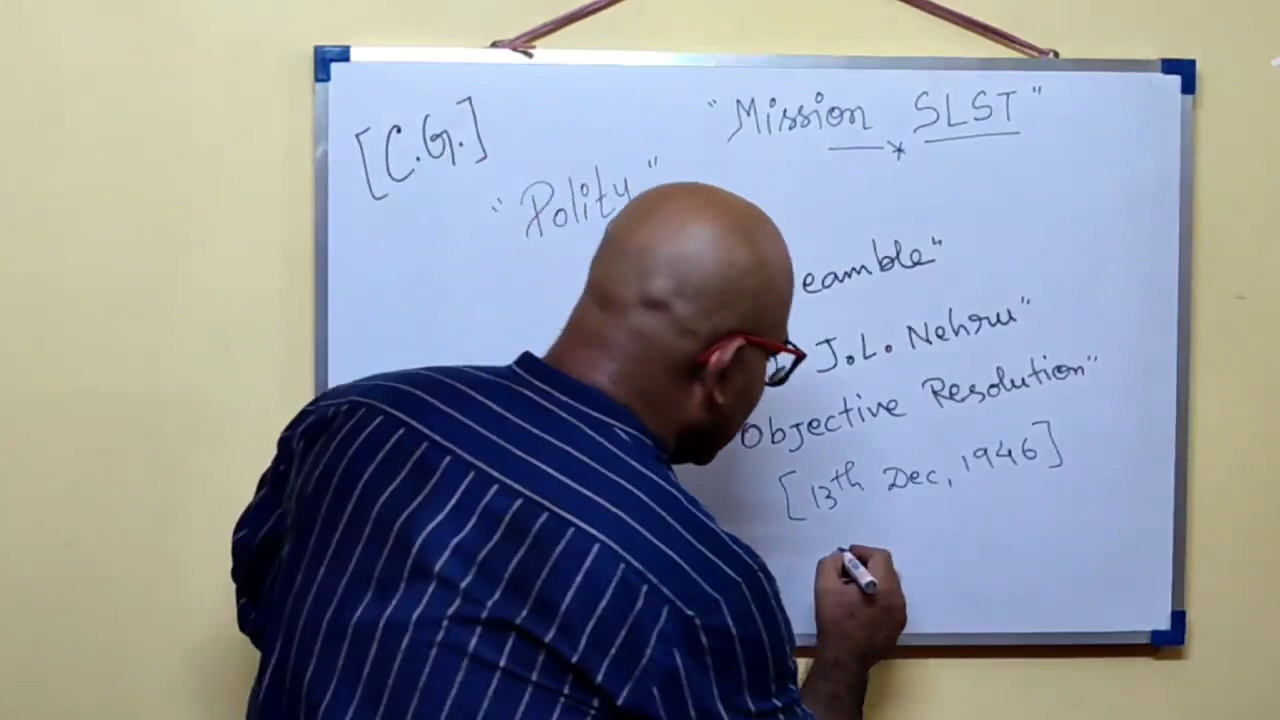 [C.G.]
"Mission SLST"
"Polity"
eamble"
J.L. Nehru"
Objective Resolution"
[13th Dec, 1946]